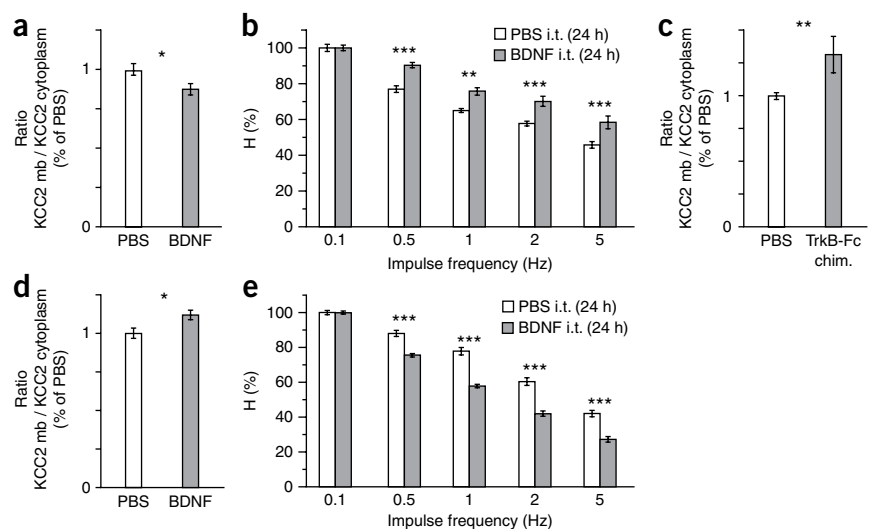 a
Ratio
KCC2 mb / KCC2 cytoplasm
(% of PBS)
1
0
*
PBS BDNF
b
H (%)
100
80
60
40
20
0
PBS i.t. (24 h)
BDNF i.t. (24 h)
***
**
***
***
0.1 0.5 1 2 5
Impulse frequency (Hz)
c
Ratio
KCC2 mb / KCC2 cytoplasm
(% of PBS)
1
0
**
PBS TrkB-Fc
chim.
d
Ratio
KCC2 mb / KCC2 cytoplasm
(% of PBS)
1
0
*
PBS BDNF
e
H (%)
100
80
60
40
20
0
PBS i.t. (24 h)
BDNF i.t. (24 h)
***
***
***
***
0.1 0.5 1 2 5
Impulse frequency (Hz)